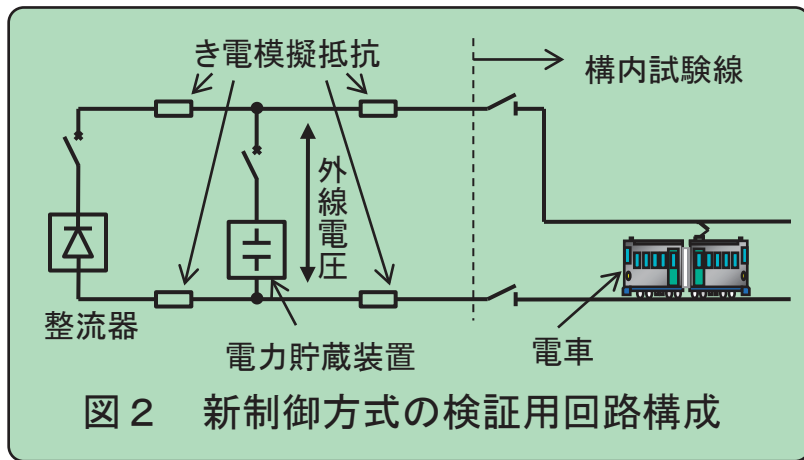 き電模擬抵抗
構内試験線
外線電圧
整流器
電力貯蔵装置
電車
図２　新制御方式の検証用回路構成